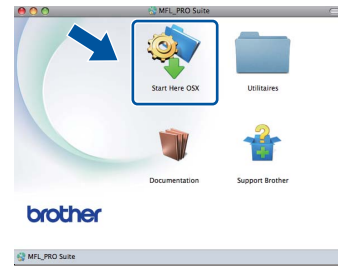 MFL_PRO Suite
Start Here OSX
Utilitaires
Documentation
Support Brother
brother
MFL_PRO Suite